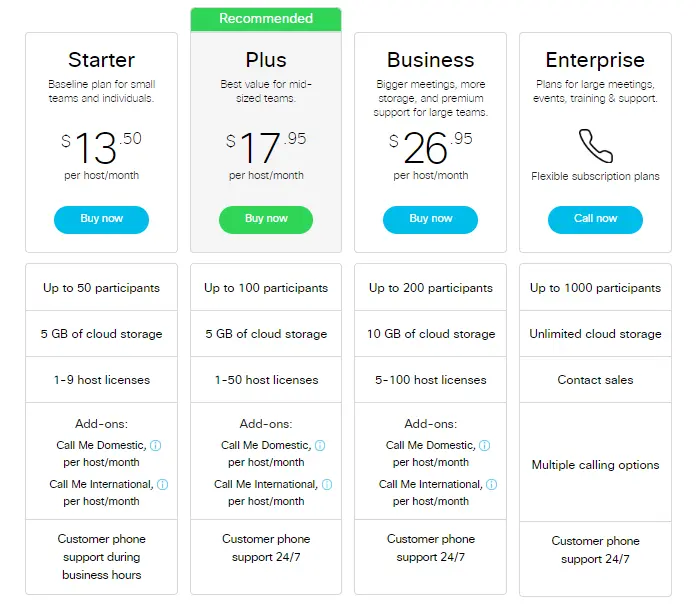 Recommended
Starter
Baseline plan for small
teams and individuals.
$13.50
per host/month
Buy now
Plus
Best value for mid-
sized teams.
$17.95
per host/month
Buy now
Business
Bigger meetings, more
storage, and premium
support for large teams.
$26.95
per host/month
Buy now
Enterprise
Plans for large meetings,
events, training & support.
Flexible subscription plans
Call now
Up to 50 participants
5 GB of cloud storage
1-9 host licenses
Add-ons:
Call Me Domestic,
per host/month
Call Me International,
per host/month
Customer phone
support during
business hours
Up to 100 participants
5 GB of cloud storage
1-50 host licenses
Add-ons:
Call Me Domestic,
per host/month
Call Me International,
per host/month
Customer phone
support 24/7
Up to 200 participants
10 GB of cloud storage
5-100 host licenses
Add-ons:
Call Me Domestic,
per host/month
Call Me International,
per host/month
Customer phone
support 24/7
Up to 1000 participants
Unlimited cloud storage
Contact sales
Multiple calling options
Customer phone
support 24/7